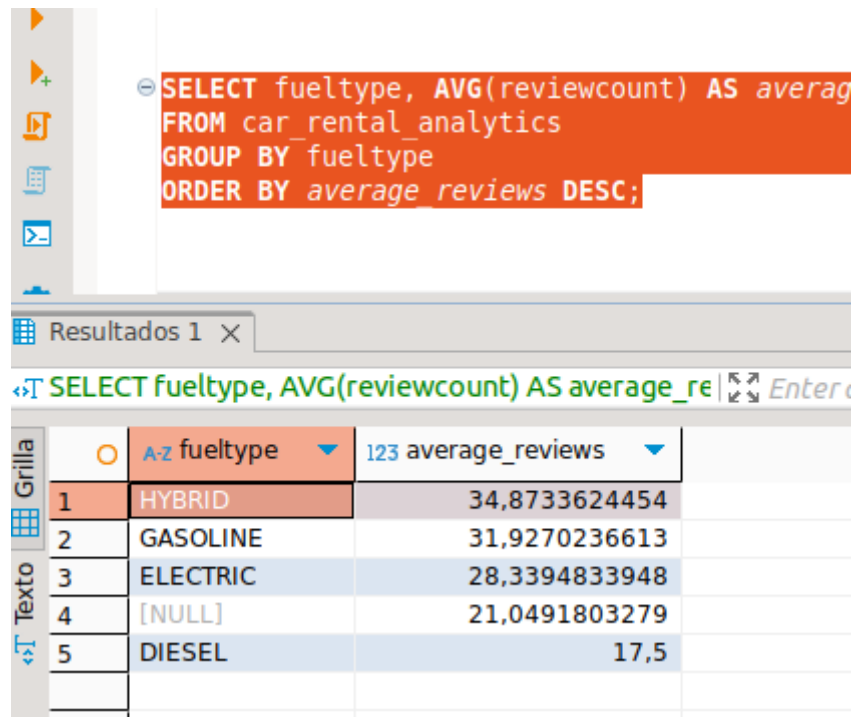 SELECT fueltype, AVG(reviewcount) AS averag
FROM car_rental_analytics
GROUP BY fueltype
ORDER BY average_reviews DESC;
Resultados 1
SELECT fueltype, AVG(reviewcount) AS average_re Enter
Grilla
Texto
A-Z fueltype 123 average_reviews
1 HYBRID 34,8733624454
2 GASOLINE 31,9270236613
3 ELECTRIC 28,3394833948
4 [NULL] 21,0491803279
5 DIESEL 17,5